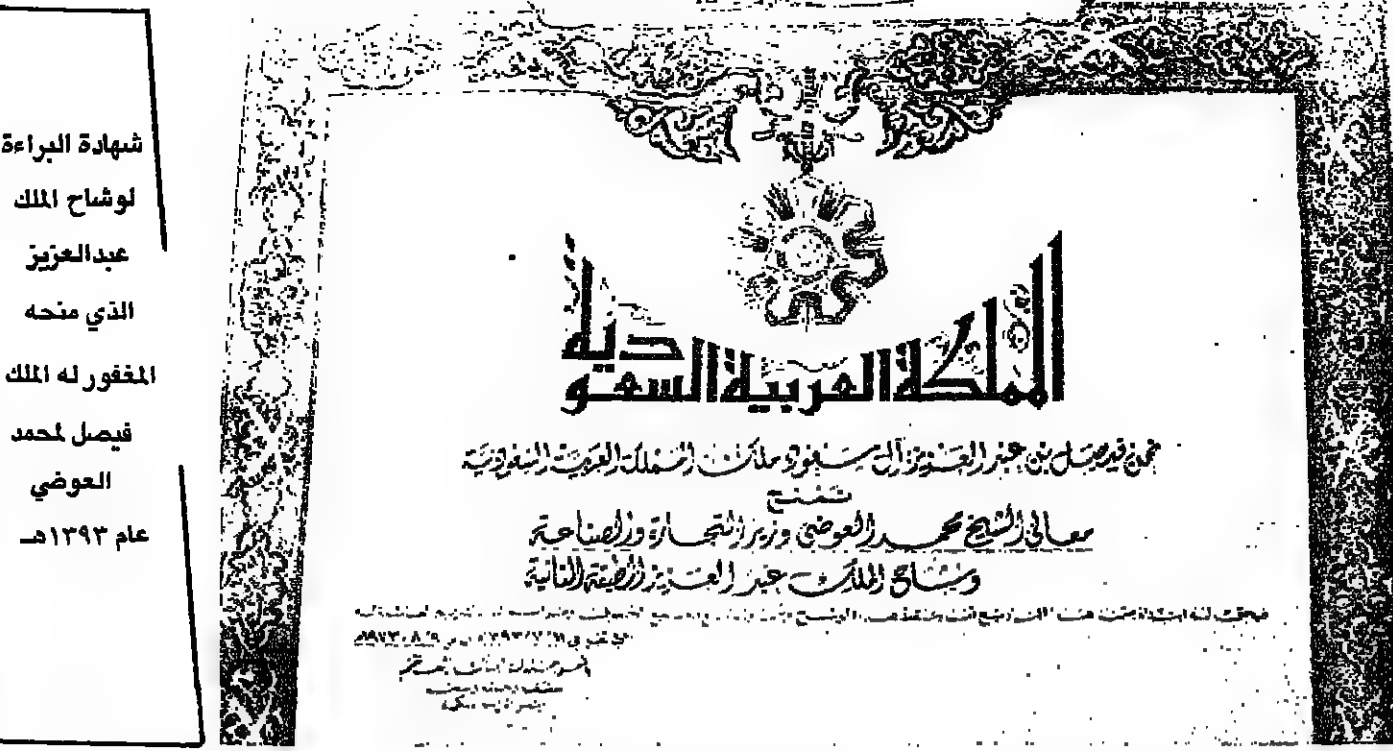 شهادة البراءة
لوشاح الملك
عبدالعزيز
الذي منحه
المغفور له الملك
فيصل لمحمد
العوضي
عام ١٣٩٣هـ
المملكة العربية السعودية
نحن فيصل بن عبد العزيز آل سعود ملك المملكة العربية السعودية
نمنح
معالي الشيخ محمد العوضي وزير التجارة والصناعة
وشاح الملك عبد العزيز الطبقة الثانية